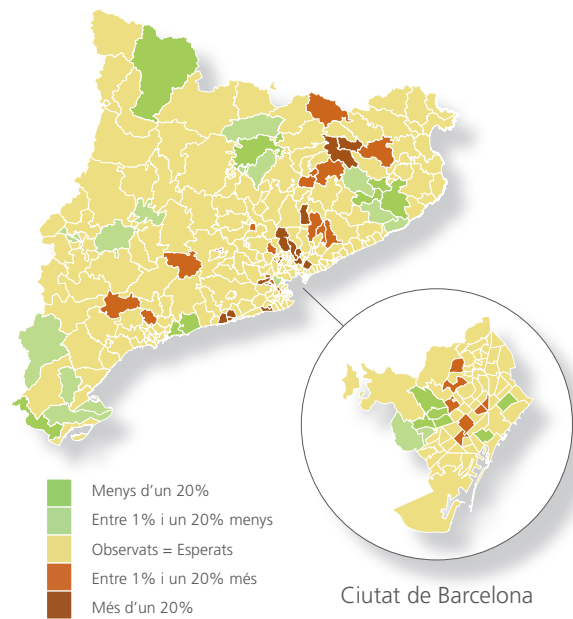 Menys d'un 20%
Entre 1% i un 20% menys
Observats = Esperats
Entre 1% i un 20% més
Més d'un 20%
Ciutat de Barcelona